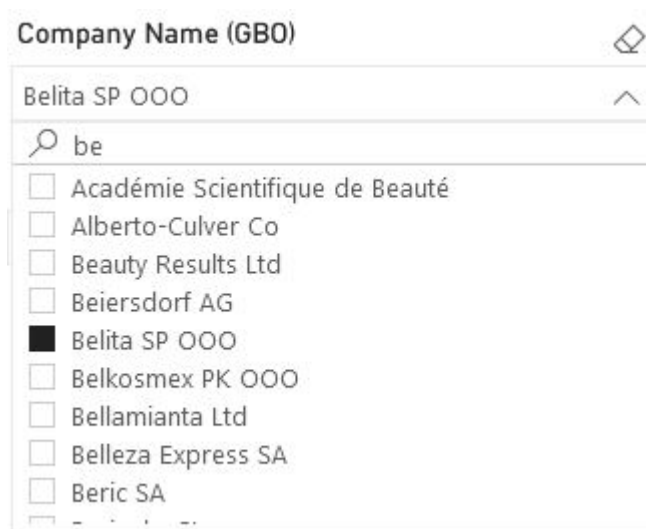 Company Name (GBO)
Belita SP OOO
be
Académie Scientifique de Beauté
Alberto-Culver Co
Beauty Results Ltd
Beiersdorf AG
Belita SP OOO
Belkosmex PK OOO
Bellamianta Ltd
Belleza Express SA
Beric SA